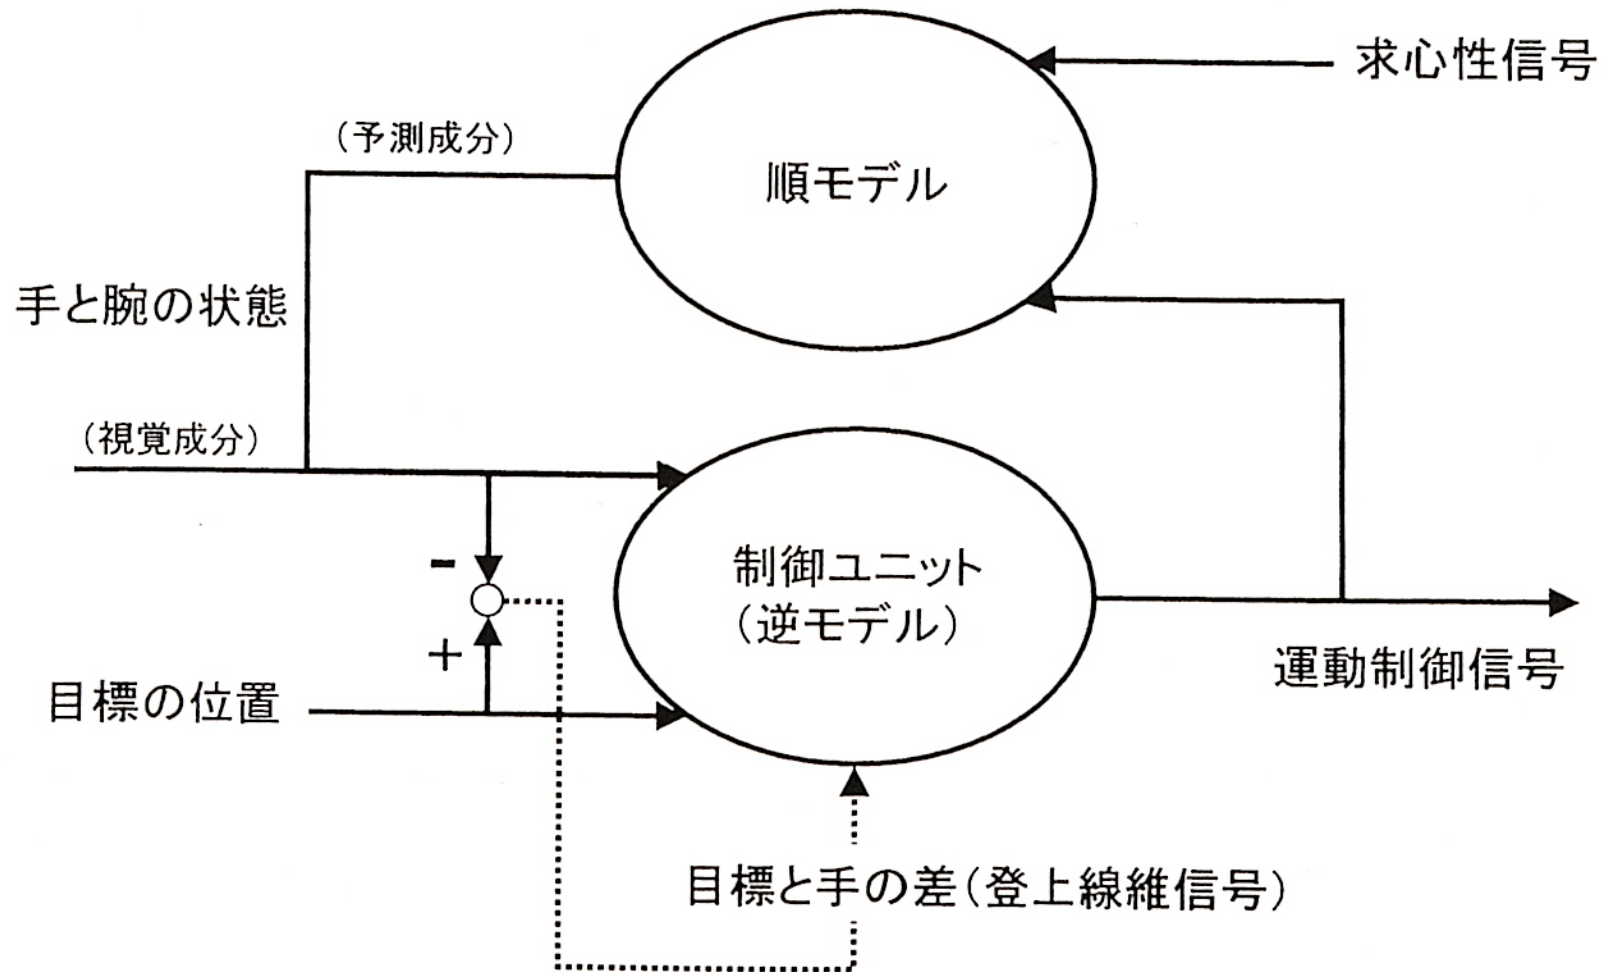 求心性信号
（予測成分）
順モデル
手と腕の状態
（視覚成分）
-
制御ユニット
（逆モデル）
+
目標の位置
運動制御信号
目標と手の差（登上線維信号）